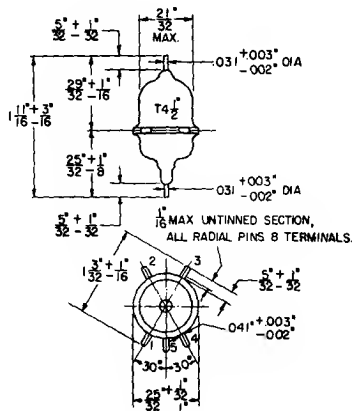 21"
32
MAX.
5" + 1"
32 - 32
.031 +.003"
-.002" DIA
29" + 1"
32 - 16
1 11" + 3"
16 - 16
T4 1/2"
25" + 1"
32 - 8
.031 +.003"
-.002" DIA
5" + 1"
32 - 32
1"
16 MAX UNTINNED SECTION,
ALL RADIAL PINS 8 TERMINALS.
1 3" + 1"
32 - 16
2 3
5" + 1"
32 - 32
.041" +.003"
-.002"
1 5 4
30° 30°
25" + 1"
32 32
1"